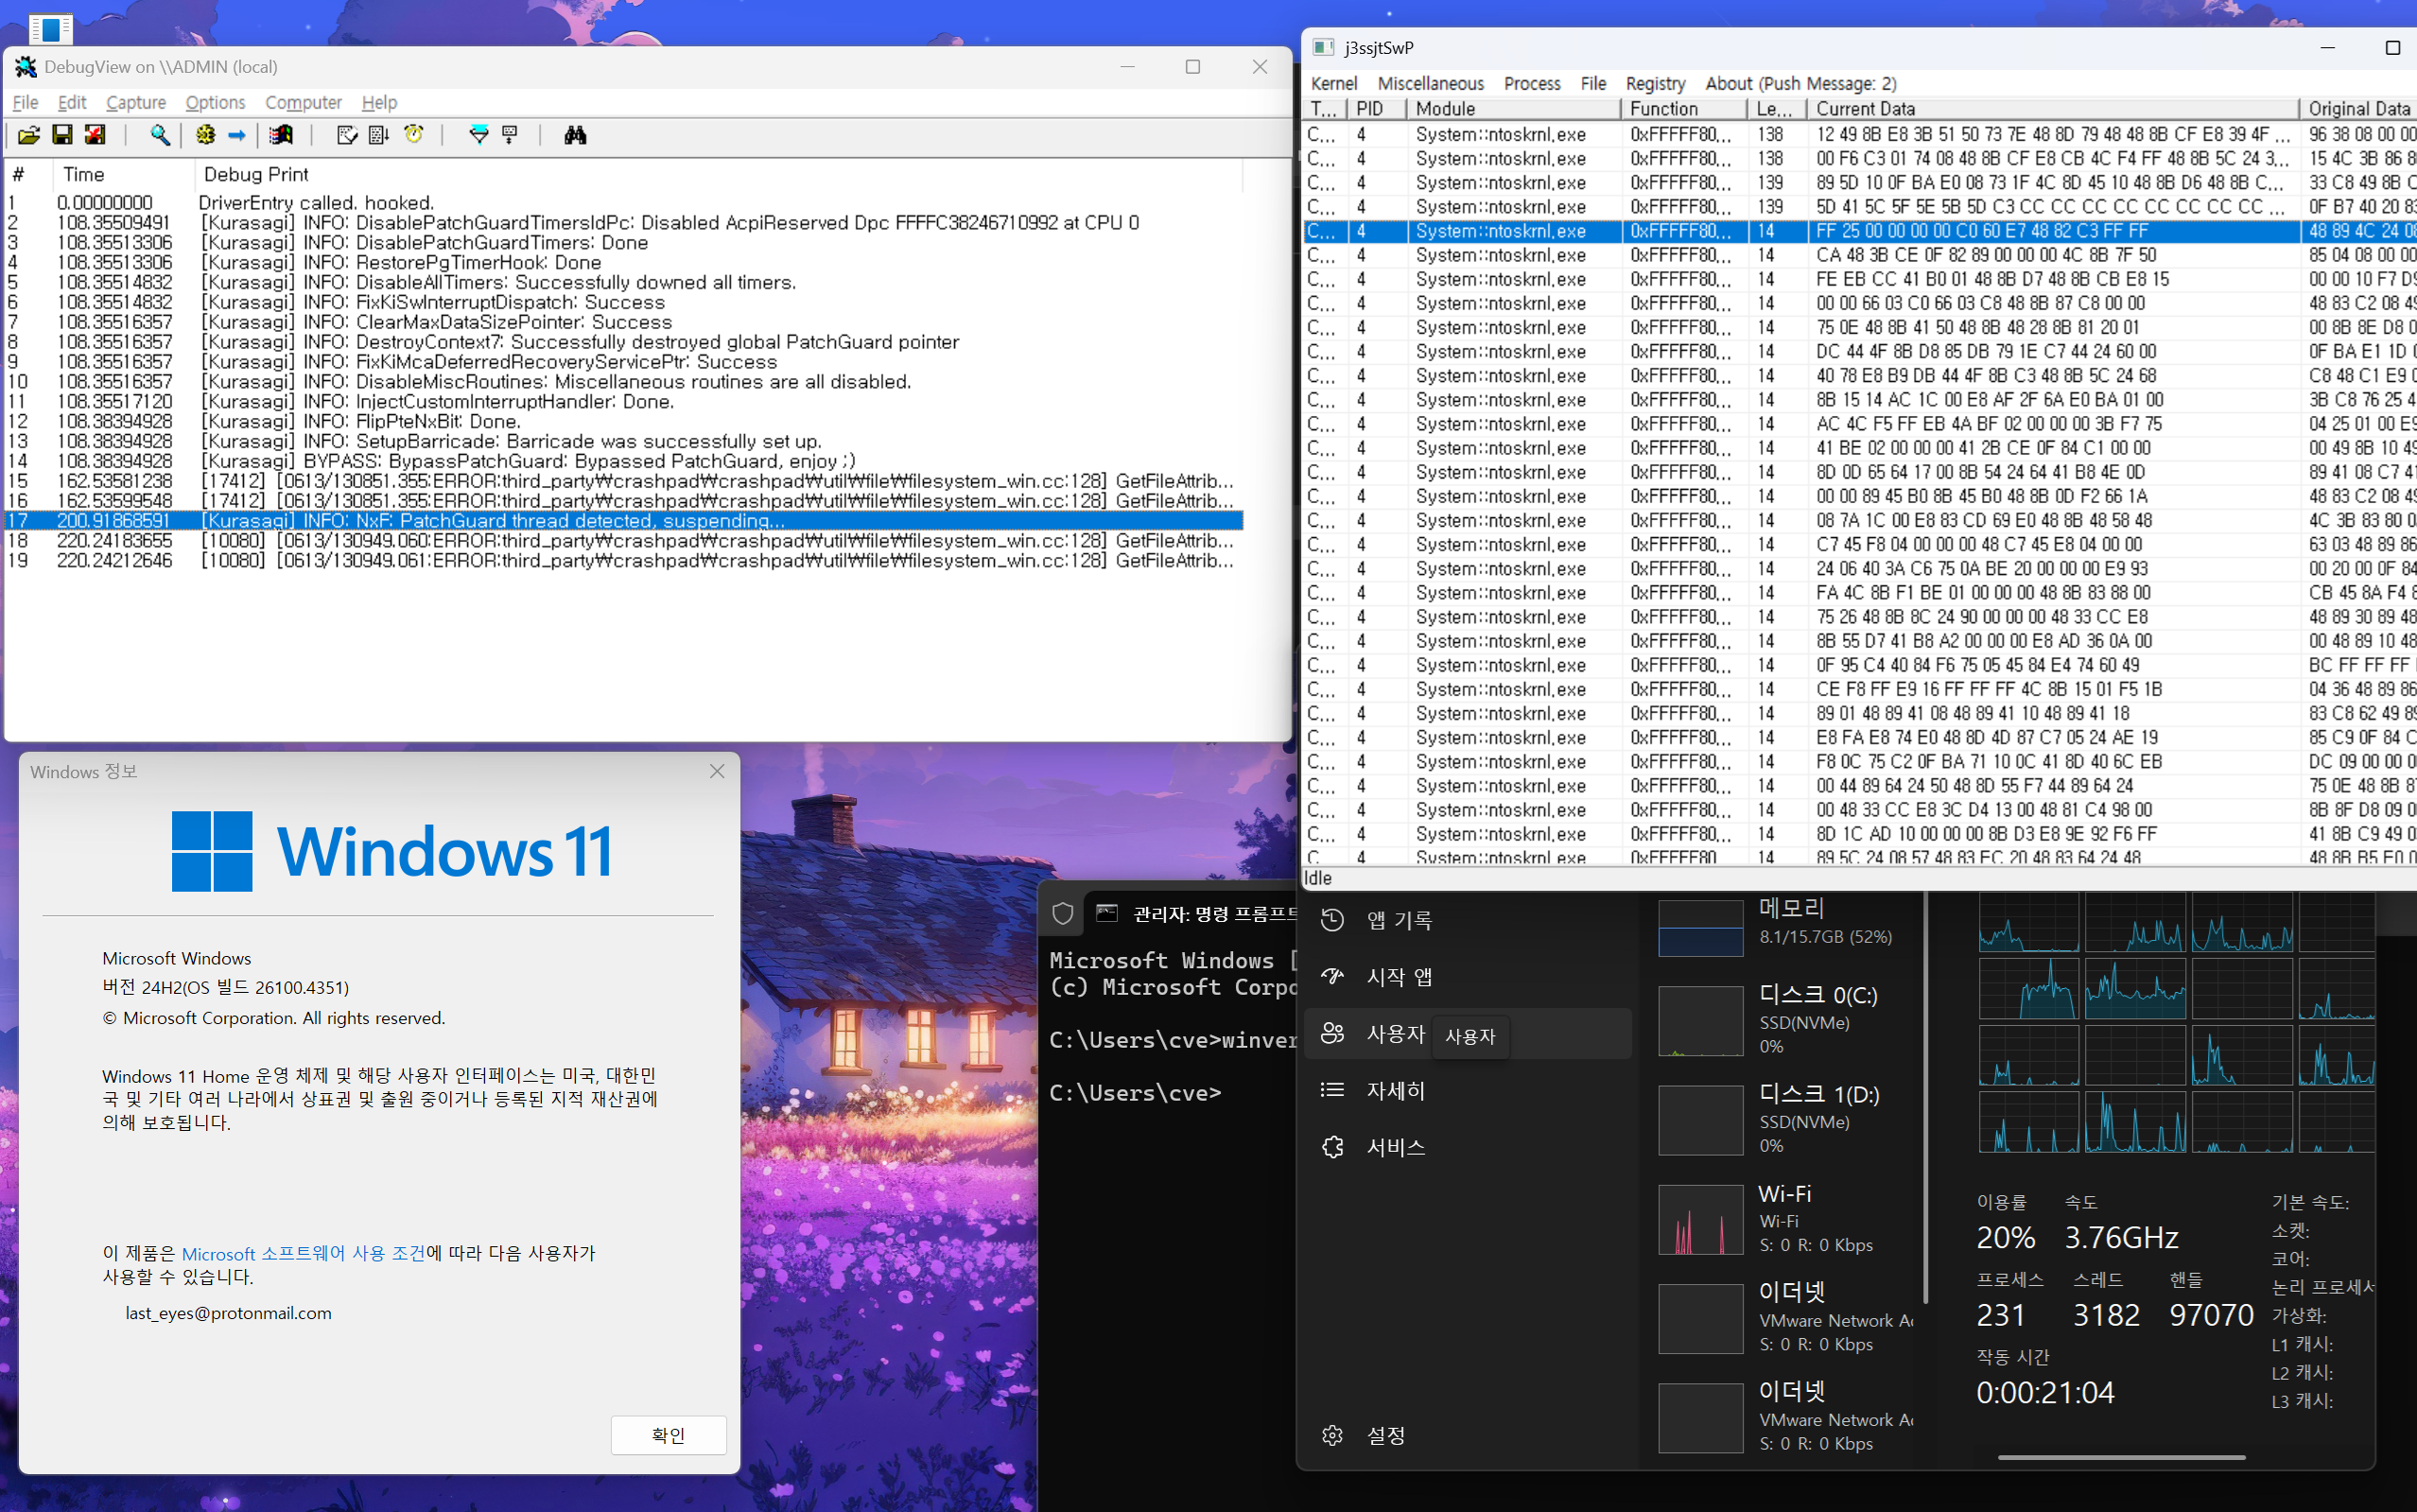 DebugView on \\ADMIN (local)
File Edit Capture Options Computer Help
# Time Debug Print
1 0.00000000 DriverEntry called. hooked.
2 108.35509491 [Kurasagi] INFO: DisablePatchGuardTimersIdPc: Disabled AcpiReserved Dpc FFFFC38246710992 at CPU 0
3 108.35513306 [Kurasagi] INFO: DisablePatchGuardTimers: Done
4 108.35513306 [Kurasagi] INFO: RestorePgTimerHook: Done
5 108.35514832 [Kurasagi] INFO: DisableAllTimers: Successfully downed all timers.
6 108.35514832 [Kurasagi] INFO: FixKiSwInterruptDispatch: Success
7 108.35516357 [Kurasagi] INFO: ClearMaxDataSizePointer: Success
8 108.35516357 [Kurasagi] INFO: DestroyContext7: Successfully destroyed global PatchGuard pointer
9 108.35516357 [Kurasagi] INFO: FixKiMcaDeferredRecoveryServicePtr: Success
10 108.35516357 [Kurasagi] INFO: DisableMiscRoutines: Miscellaneous routines are all disabled.
11 108.35517120 [Kurasagi] INFO: InjectCustomInterruptHandler: Done.
12 108.38394928 [Kurasagi] INFO: FlipPteNxBit: Done.
13 108.38394928 [Kurasagi] INFO: SetupBarricade: Barricade was successfully set up.
14 108.38394928 [Kurasagi] BYPASS: BypassPatchGuard: Bypassed PatchGuard, enjoy ;)
15 162.53581238 [17412] [0613/130851.355:ERROR:third_party₩crashpad₩crashpad₩util₩file₩filesystem_win.cc:128] GetFileAttrib...
16 162.53599548 [17412] [0613/130851.355:ERROR:third_party₩crashpad₩crashpad₩util₩file₩filesystem_win.cc:128] GetFileAttrib...
17 200.91868591 [Kurasagi] INFO: NxF: PatchGuard thread detected, suspending...
18 220.24183655 [10080] [0613/130949.060:ERROR:third_party₩crashpad₩crashpad₩util₩file₩filesystem_win.cc:128] GetFileAttrib...
19 220.24212646 [10080] [0613/130949.061:ERROR:third_party₩crashpad₩crashpad₩util₩file₩filesystem_win.cc:128] GetFileAttrib...
j3ssjtSwP
Kernel Miscellaneous Process File Registry About (Push Message: 2)
T... PID Module Function Le... Current Data Original Data
C... 4 System::ntoskrnl.exe 0xFFFFF80... 138 12 49 8B E8 3B 51 50 73 7E 48 8D 79 48 48 8B CF E8 39 4F ... 96 38 08 00 00
C... 4 System::ntoskrnl.exe 0xFFFFF80... 138 00 F6 C3 01 74 08 48 8B CF E8 CB 4C F4 FF 48 8B 5C 24 3... 15 4C 3B 86 8
C... 4 System::ntoskrnl.exe 0xFFFFF80... 139 89 5D 10 0F BA E0 08 73 1F 4C 8D 45 10 48 8B D6 48 8B C... 33 C8 49 8B C
C... 4 System::ntoskrnl.exe 0xFFFFF80... 139 5D 41 5C 5F 5E 5B 5D C3 CC CC CC CC CC CC CC CC ... 0F B7 40 20 83
C... 4 System::ntoskrnl.exe 0xFFFFF80... 14 FF 25 00 00 00 00 C0 60 E7 48 82 C3 FF FF 48 89 4C 24 08
C... 4 System::ntoskrnl.exe 0xFFFFF80... 14 CA 48 3B CE 0F 82 89 00 00 00 4C 8B 7F 50 85 04 08 00 00
C... 4 System::ntoskrnl.exe 0xFFFFF80... 14 FE EB CC 41 B0 01 48 8B D7 48 8B CB E8 15 00 00 10 F7 D9
C... 4 System::ntoskrnl.exe 0xFFFFF80... 14 00 00 66 03 C0 66 03 C8 48 8B 87 C8 00 00 48 83 C2 08 49
C... 4 System::ntoskrnl.exe 0xFFFFF80... 14 75 0E 48 8B 41 50 48 8B 48 28 8B 81 20 01 00 8B 8E D8 0
C... 4 System::ntoskrnl.exe 0xFFFFF80... 14 DC 44 4F 8B D8 85 DB 79 1E C7 44 24 60 00 0F BA E1 1D
C... 4 System::ntoskrnl.exe 0xFFFFF80... 14 40 78 E8 B9 DB 44 4F 8B C3 48 8B 5C 24 68 C8 48 C1 E9 0
C... 4 System::ntoskrnl.exe 0xFFFFF80... 14 8B 15 14 AC 1C 00 E8 AF 2F 6A E0 BA 01 00 3B C8 76 25 4
C... 4 System::ntoskrnl.exe 0xFFFFF80... 14 AC 4C F5 FF EB 4A BF 02 00 00 00 3B F7 75 04 25 01 00 E9
C... 4 System::ntoskrnl.exe 0xFFFFF80... 14 41 BE 02 00 00 00 41 2B CE 0F 84 C1 00 00 00 49 8B 10 49
C... 4 System::ntoskrnl.exe 0xFFFFF80... 14 8D 0D 65 64 17 00 8B 54 24 64 41 B8 4E 0D 89 41 08 C7 41
C... 4 System::ntoskrnl.exe 0xFFFFF80... 14 00 00 89 45 B0 8B 45 B0 48 8B 0D F2 66 1A 48 83 C2 08 49
C... 4 System::ntoskrnl.exe 0xFFFFF80... 14 08 7A 1C 00 E8 83 CD 69 E0 48 8B 48 58 48 4C 3B 83 80 0
C... 4 System::ntoskrnl.exe 0xFFFFF80... 14 C7 45 F8 04 00 00 00 48 C7 45 E8 04 00 00 63 03 48 89 86
C... 4 System::ntoskrnl.exe 0xFFFFF80... 14 24 06 40 3A C6 75 0A BE 20 00 00 00 E9 93 00 20 00 0F 84
C... 4 System::ntoskrnl.exe 0xFFFFF80... 14 FA 4C 8B F1 BE 01 00 00 00 48 8B 83 88 00 CB 45 8A F4 8
C... 4 System::ntoskrnl.exe 0xFFFFF80... 14 75 26 48 8B 8C 24 90 00 00 00 48 33 CC E8 48 89 30 89 48
C... 4 System::ntoskrnl.exe 0xFFFFF80... 14 8B 55 D7 41 B8 A2 00 00 00 E8 AD 36 0A 00 00 48 89 10 48
C... 4 System::ntoskrnl.exe 0xFFFFF80... 14 0F 95 C4 40 84 F6 75 05 45 84 E4 74 60 49 BC FF FF FF
C... 4 System::ntoskrnl.exe 0xFFFFF80... 14 CE F8 FF E9 16 FF FF FF 4C 8B 15 01 F5 1B 04 36 48 89 86
C... 4 System::ntoskrnl.exe 0xFFFFF80... 14 89 01 48 89 41 08 48 89 41 10 48 89 41 18 83 C8 62 49 89
C... 4 System::ntoskrnl.exe 0xFFFFF80... 14 E8 FA E8 74 E0 48 8D 4D 87 C7 05 24 AE 19 85 C9 0F 84 C
C... 4 System::ntoskrnl.exe 0xFFFFF80... 14 F8 0C 75 C2 0F BA 71 10 0C 41 8D 40 6C EB DC 09 00 00 0
C... 4 System::ntoskrnl.exe 0xFFFFF80... 14 00 44 89 64 24 50 48 8D 55 F7 44 89 64 24 75 0E 48 8B 8
C... 4 System::ntoskrnl.exe 0xFFFFF80... 14 00 48 33 CC E8 3C D4 13 00 48 81 C4 98 00 8B 8F D8 09 0
C... 4 System::ntoskrnl.exe 0xFFFFF80... 14 8D 1C AD 10 00 00 00 8B D3 E8 9E 92 F6 FF 41 8B C9 49 0
C... 4 System::ntoskrnl.exe 0xFFFFF80 14 89 5C 24 08 57 48 83 EC 20 48 83 64 24 48 48 8B B5 E0 0
Idle
Windows 정보
Windows 11
Microsoft Windows
버전 24H2(OS 빌드 26100.4351)
© Microsoft Corporation. All rights reserved.
Windows 11 Home 운영 체제 및 해당 사용자 인터페이스는 미국, 대한민
국 및 기타 여러 나라에서 상표권 및 출원 중이거나 등록된 지적 재산권에
의해 보호됩니다.
이 제품은 Microsoft 소프트웨어 사용 조건에 따라 다음 사용자가
사용할 수 있습니다.
last_eyes@protonmail.com
확인
관리자: 명령 프롬프트
Microsoft Windows [
(c) Microsoft Corpo
C:\Users\cve>winver
C:\Users\cve>
앱 기록
시작 앱
사용자 사용자
자세히
서비스
설정
메모리
8.1/15.7GB (52%)
디스크 0(C:)
SSD(NVMe)
0%
디스크 1(D:)
SSD(NVMe)
0%
Wi-Fi
Wi-Fi
S: 0 R: 0 Kbps
이더넷
VMware Network Ad
S: 0 R: 0 Kbps
이더넷
VMware Network Ad
S: 0 R: 0 Kbps
이용률 속도
20% 3.76GHz
프로세스 스레드 핸들
231 3182 97070
작동 시간
0:00:21:04
기본 속도:
소켓:
코어:
논리 프로세서
가상화:
L1 캐시:
L2 캐시:
L3 캐시: